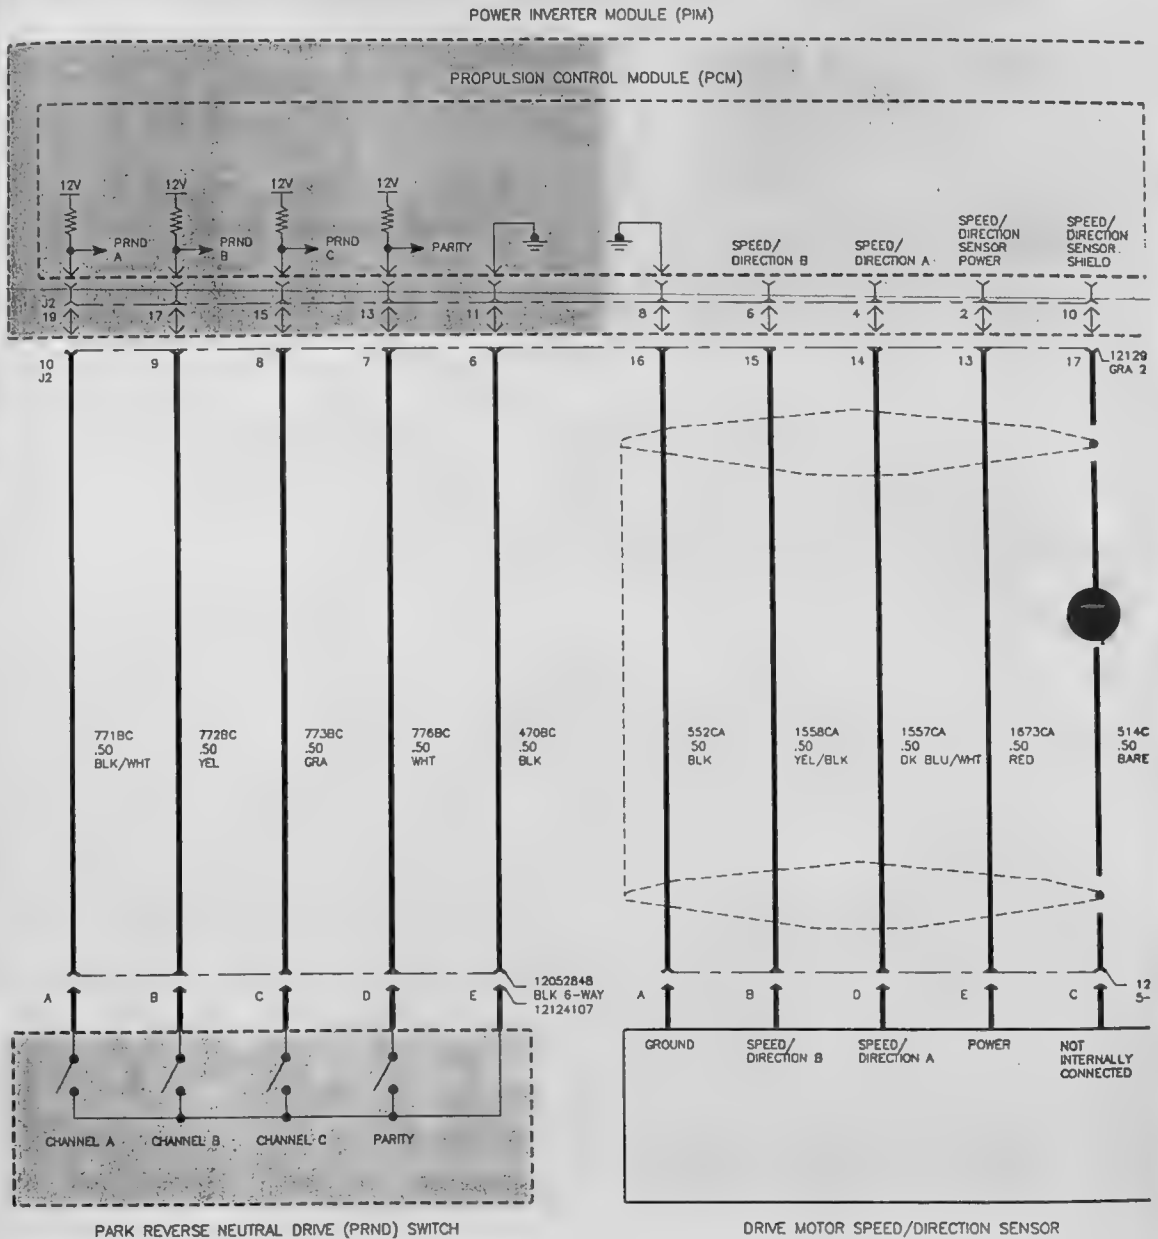 POWER INVERTER MODULE (PIM)
PROPULSION CONTROL MODULE (PCM)
12V
12V
12V
12V
PRND
A
PRND
B
PRND
C
PARITY
SPEED/
DIRECTION B
SPEED/
DIRECTION A
SPEED/
DIRECTION
SENSOR
POWER
SPEED/
DIRECTION
SENSOR
SHIELD
J2
19
17
15
13
11
8
6
4
2
10
10
J2
9
8
7
6
16
15
14
13
17
12129
GRA 2
771BC
.50
BLK/WHT
772BC
.50
YEL
773BC
.50
GRA
776BC
.50
WHT
470BC
.50
BLK
552CA
.50
BLK
1558CA
.50
YEL/BLK
1557CA
.50
DK BLU/WHT
1673CA
.50
RED
514C
.50
BARE
A
B
C
D
E
12052848
BLK 6-WAY
12124107
A
B
D
E
C
12
5-
GROUND
SPEED/
DIRECTION B
SPEED/
DIRECTION A
POWER
NOT
INTERNALLY
CONNECTED
CHANNEL A
CHANNEL B
CHANNEL C
PARITY
PARK REVERSE NEUTRAL DRIVE (PRND) SWITCH
DRIVE MOTOR SPEED/DIRECTION SENSOR